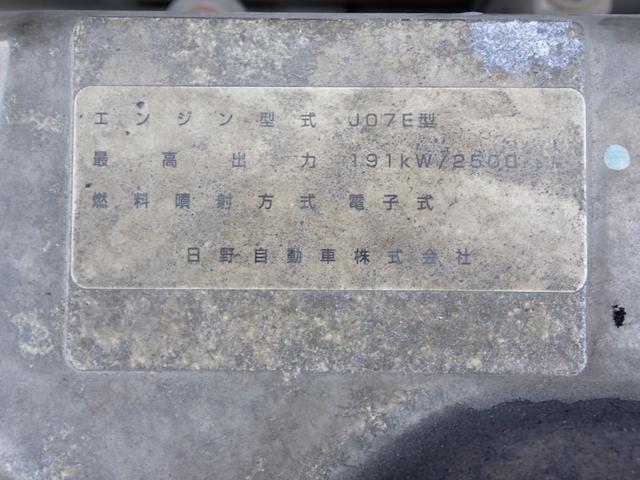 エンジン型式 J07E型
最高出力 191kW/2500
燃料噴射方式 電子式
日野自動車株式会社